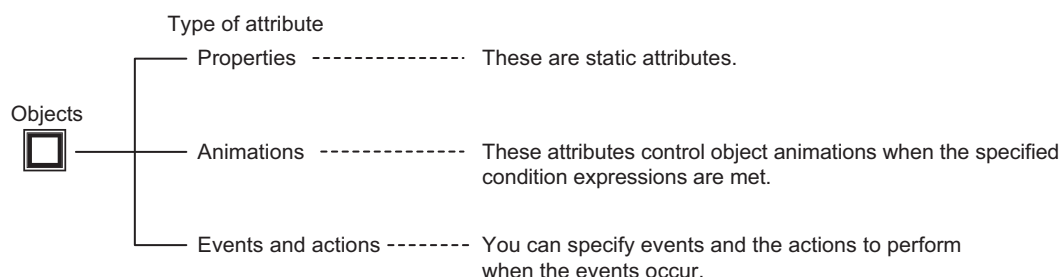 Type of attribute
Properties These are static attributes.
Objects
Animations These attributes control object animations when the specified
condition expressions are met.
Events and actions You can specify events and the actions to perform
when the events occur.